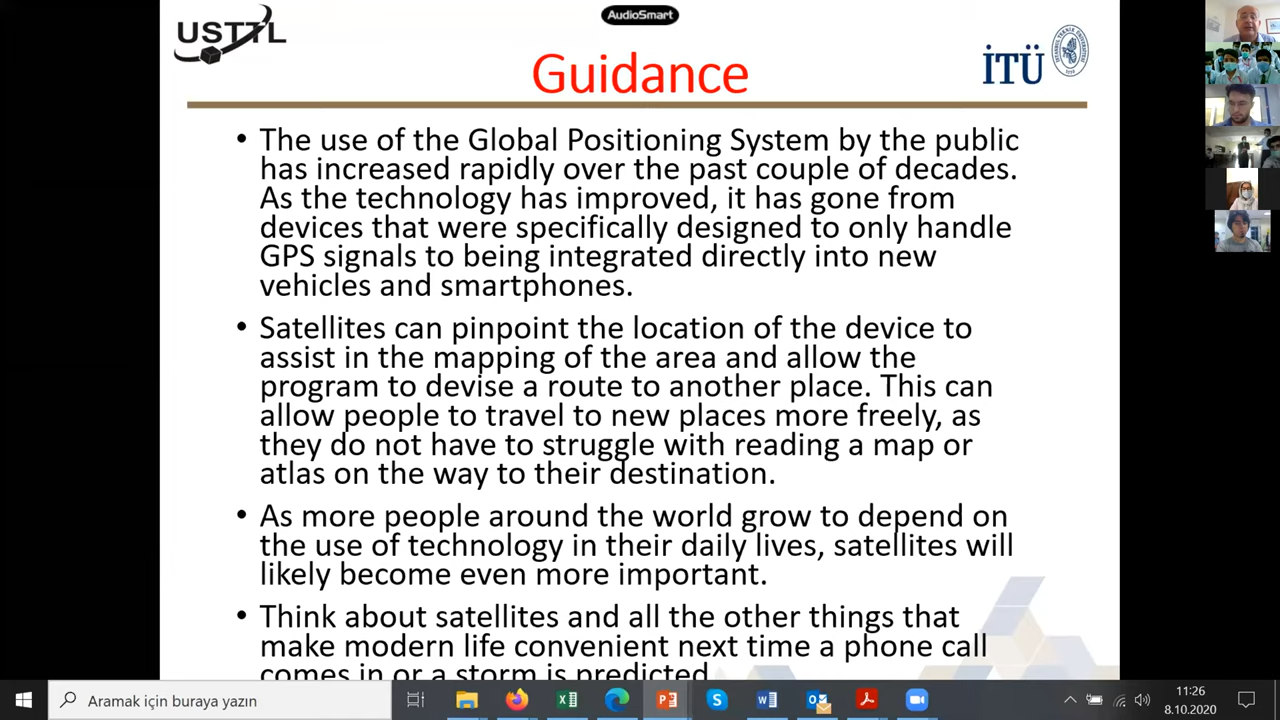 AudioSmart
USTTL
İTÜ
Guidance
• The use of the Global Positioning System by the public
has increased rapidly over the past couple of decades.
As the technology has improved, it has gone from
devices that were specifically designed to only handle
GPS signals to being integrated directly into new
vehicles and smartphones.
• Satellites can pinpoint the location of the device to
assist in the mapping of the area and allow the
program to devise a route to another place. This can
allow people to travel to new places more freely, as
they do not have to struggle with reading a map or
atlas on the way to their destination.
• As more people around the world grow to depend on
the use of technology in their daily lives, satellites will
likely become even more important.
• Think about satellites and all the other things that
make modern life convenient next time a phone call
comes in or a storm is predicted
Aramak için buraya yazın
11:26
8.10.2020